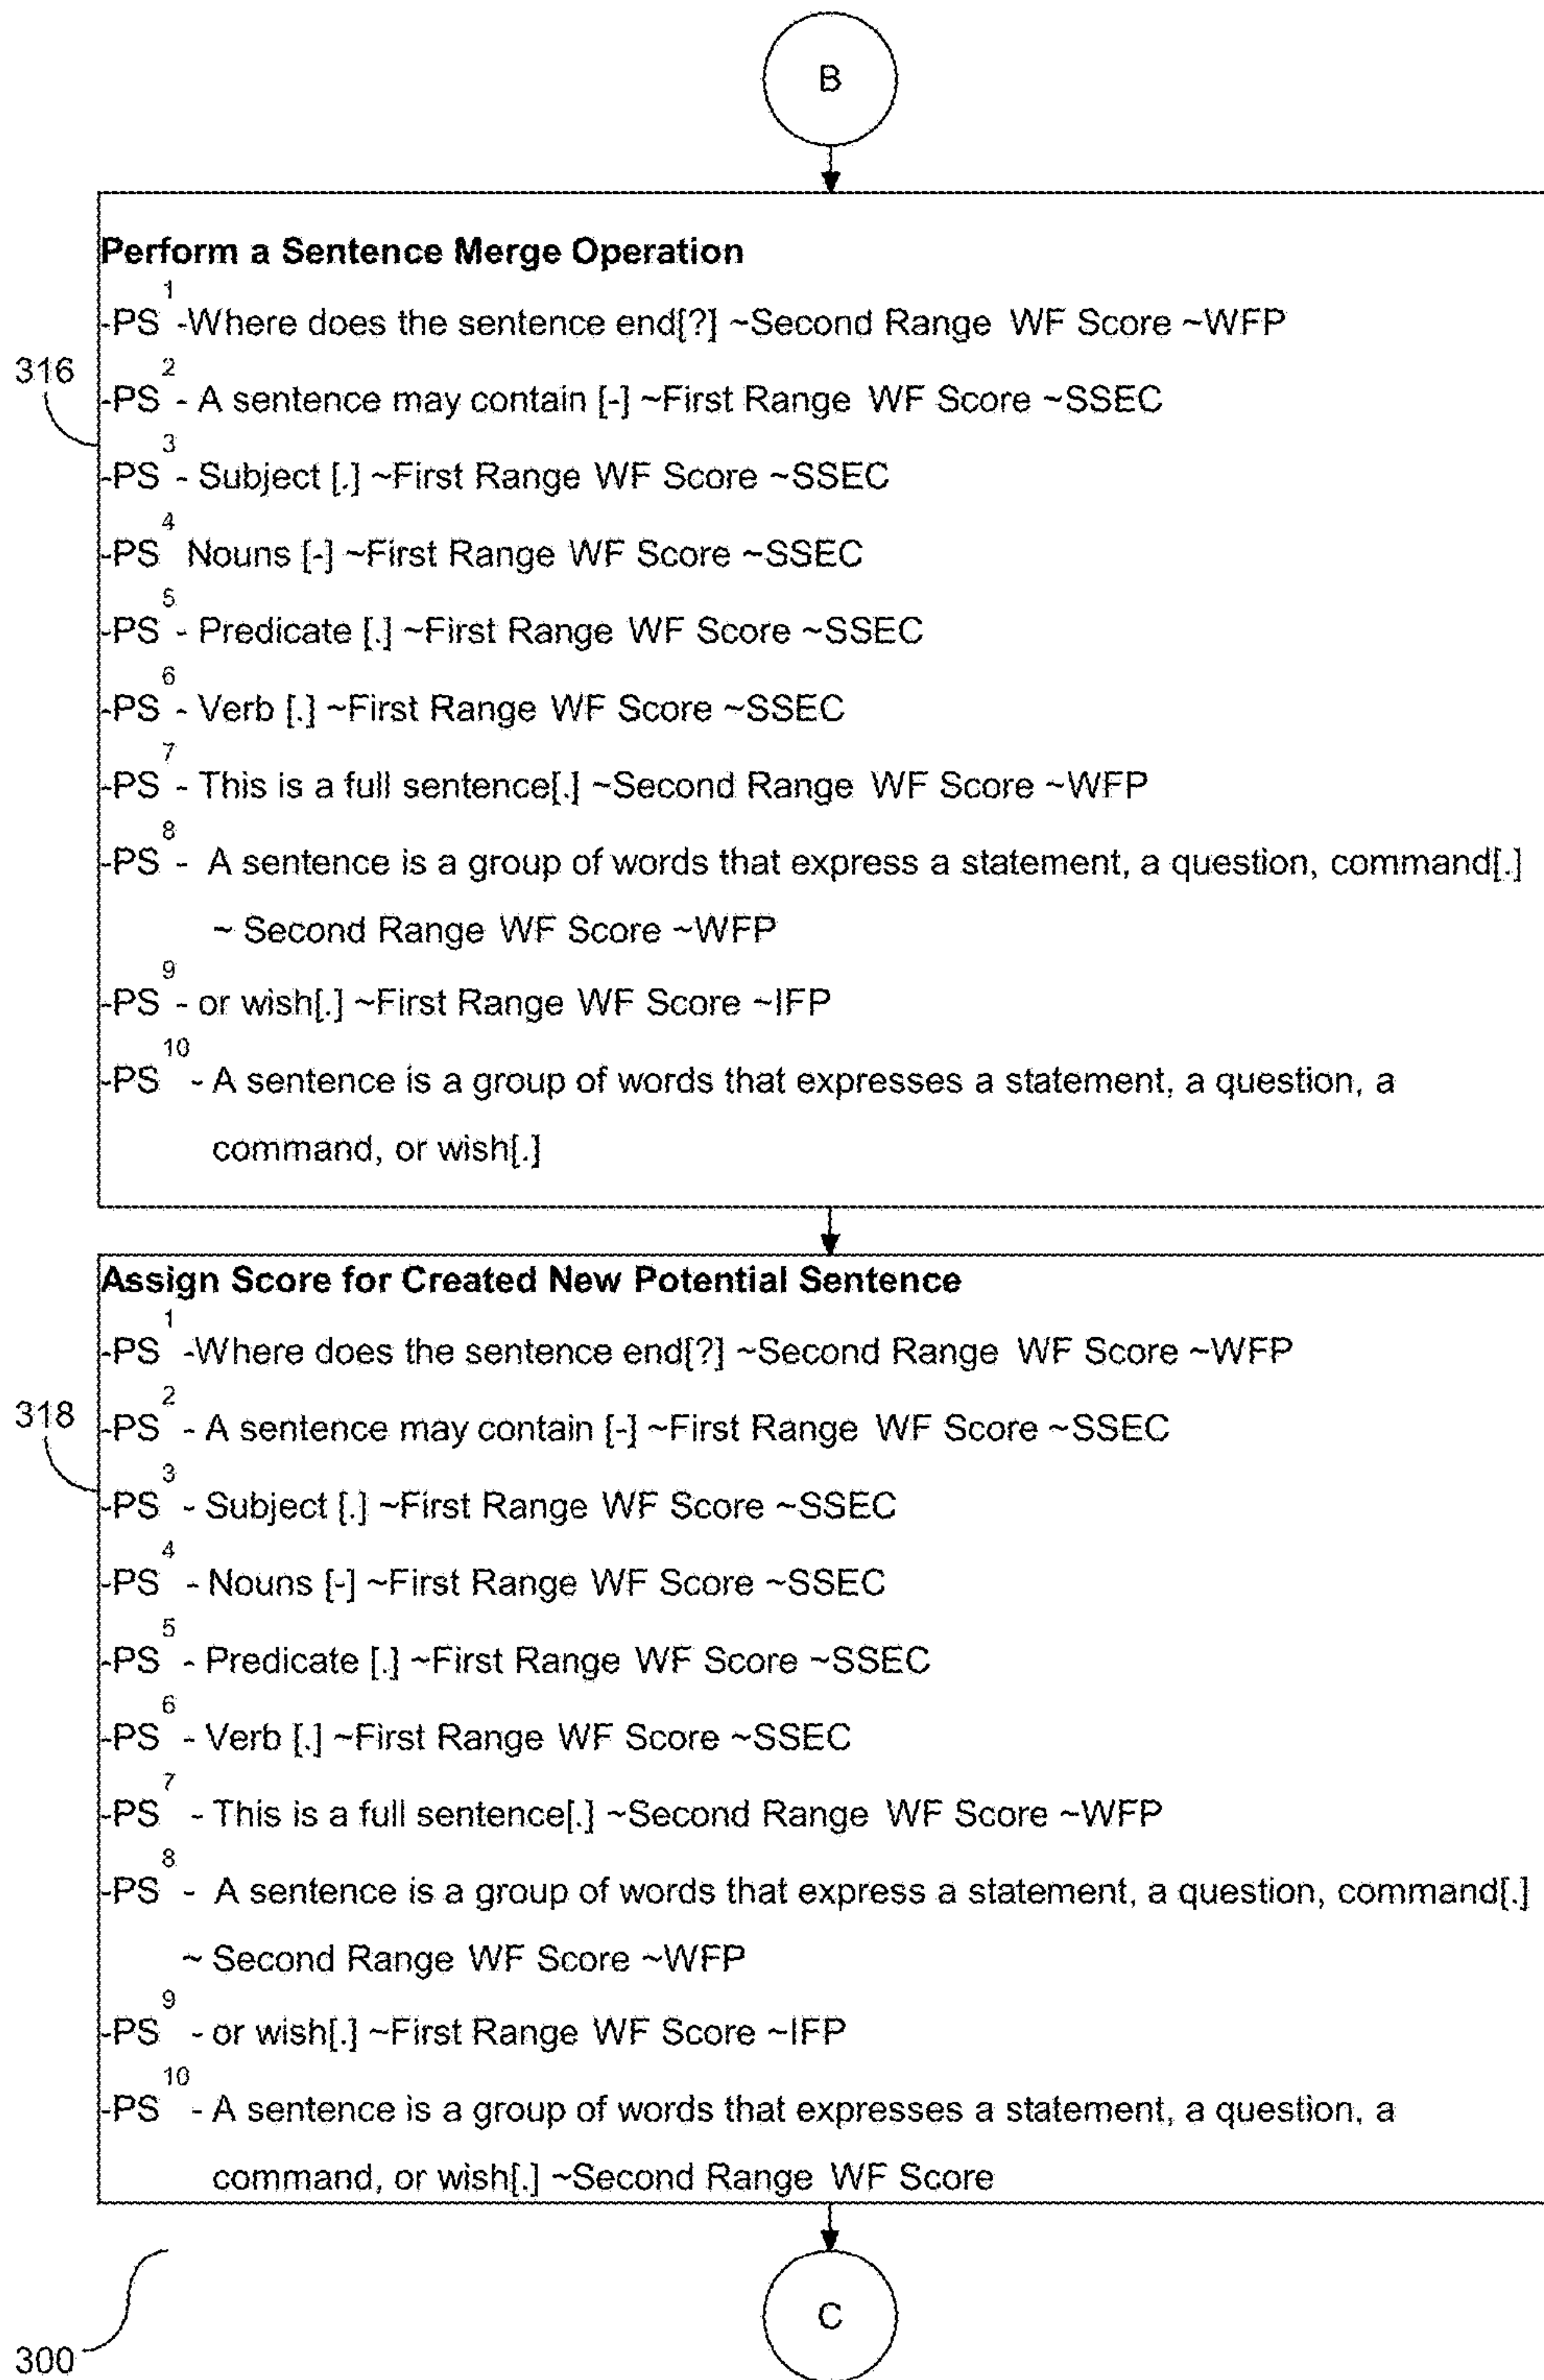 B
Perform a Sentence Merge Operation
-PS¹-Where does the sentence end[?] ~Second Range WF Score ~WFP
316
-PS²- A sentence may contain [-] ~First Range WF Score ~SSEC
-PS³- Subject [.] ~First Range WF Score ~SSEC
-PS⁴ Nouns [-] ~First Range WF Score ~SSEC
-PS⁵- Predicate [.] ~First Range WF Score ~SSEC
-PS⁶- Verb [.] ~First Range WF Score ~SSEC
-PS⁷- This is a full sentence[.] ~Second Range WF Score ~WFP
-PS⁸- A sentence is a group of words that express a statement, a question, command[.]
~ Second Range WF Score ~WFP
-PS⁹- or wish[.] ~First Range WF Score ~IFP
-PS¹⁰- A sentence is a group of words that expresses a statement, a question, a
command, or wish[.]
Assign Score for Created New Potential Sentence
-PS¹-Where does the sentence end[?] ~Second Range WF Score ~WFP
318
-PS²- A sentence may contain [-] ~First Range WF Score ~SSEC
-PS³- Subject [.] ~First Range WF Score ~SSEC
-PS⁴- Nouns [-] ~First Range WF Score ~SSEC
-PS⁵- Predicate [.] ~First Range WF Score ~SSEC
-PS⁶- Verb [.] ~First Range WF Score ~SSEC
-PS⁷- This is a full sentence[.] ~Second Range WF Score ~WFP
-PS⁸- A sentence is a group of words that express a statement, a question, command[.]
~ Second Range WF Score ~WFP
-PS⁹- or wish[.] ~First Range WF Score ~IFP
-PS¹⁰- A sentence is a group of words that expresses a statement, a question, a
command, or wish[.] ~Second Range WF Score
C
300